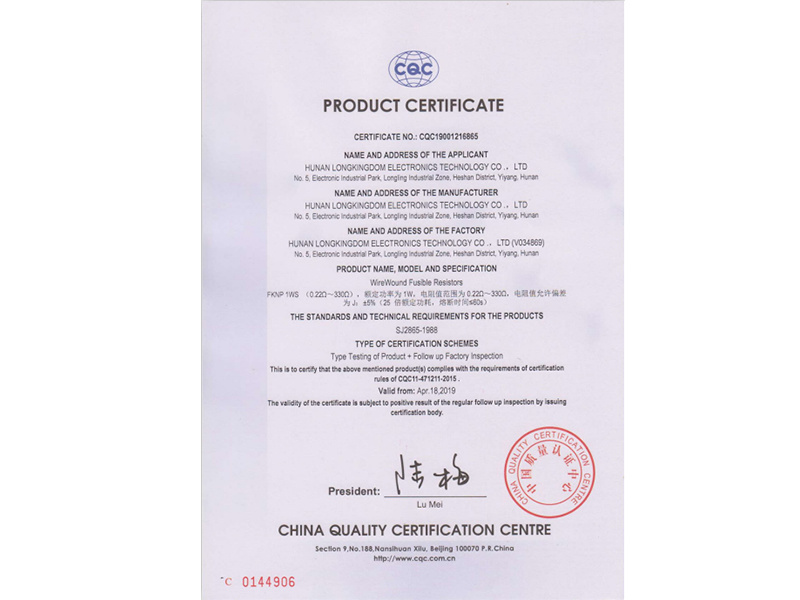 CQC
PRODUCT CERTIFICATE
CERTIFICATE NO.: CQC19001216865
NAME AND ADDRESS OF THE APPLICANT
HUNAN LONGKINGDOM ELECTRONICS TECHNOLOGY CO .，LTD
No. 5, Electronic Industrial Park, Longling Industrial Zone, Heshan District, Yiyang, Hunan
NAME AND ADDRESS OF THE MANUFACTURER
HUNAN LONGKINGDOM ELECTRONICS TECHNOLOGY CO .，LTD
No. 5, Electronic Industrial Park, Longling Industrial Zone, Heshan District, Yiyang, Hunan
NAME AND ADDRESS OF THE FACTORY
HUNAN LONGKINGDOM ELECTRONICS TECHNOLOGY CO .，LTD (V034869)
No. 5, Electronic Industrial Park, Longling Industrial Zone, Heshan District, Yiyang, Hunan
PRODUCT NAME, MODEL AND SPECIFICATION
WireWound Fusible Resistors
FKNP 1WS （0.22Ω～330Ω），额定功率为 1W，电阻值范围为 0.22Ω～330Ω，电阻值允许偏差
为 J：±5%（25 倍额定功耗，熔断时间≤60s）
THE STANDARDS AND TECHNICAL REQUIREMENTS FOR THE PRODUCTS
SJ2865-1988
TYPE OF CERTIFICATION SCHEMES
Type Testing of Product + Follow up Factory Inspection
This is to certify that the above mentioned product(s) complies with the requirements of certification
rules of CQC11-471211-2015 .
Valid from: Apr.18,2019
The validity of the certificate is subject to positive result of the regular follow up inspection by issuing
certification body.
陆梅
President:
Lu Mei
CHINA QUALITY CERTIFICATION CENTRE
中国质量认证中心
CHINA QUALITY CERTIFICATION CENTRE
Section 9,No.188,Nansihuan Xilu, Beijing 100070 P.R.China
http://www.cqc.com.cn
C 0144906